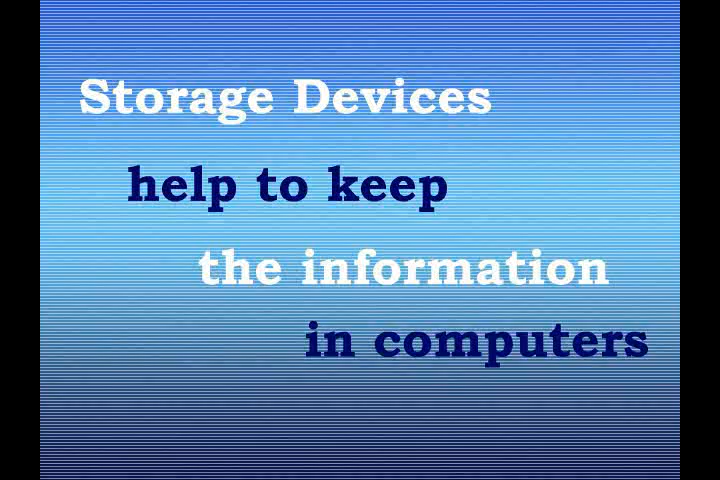 Storage Devices
help to keep
the information
in computers